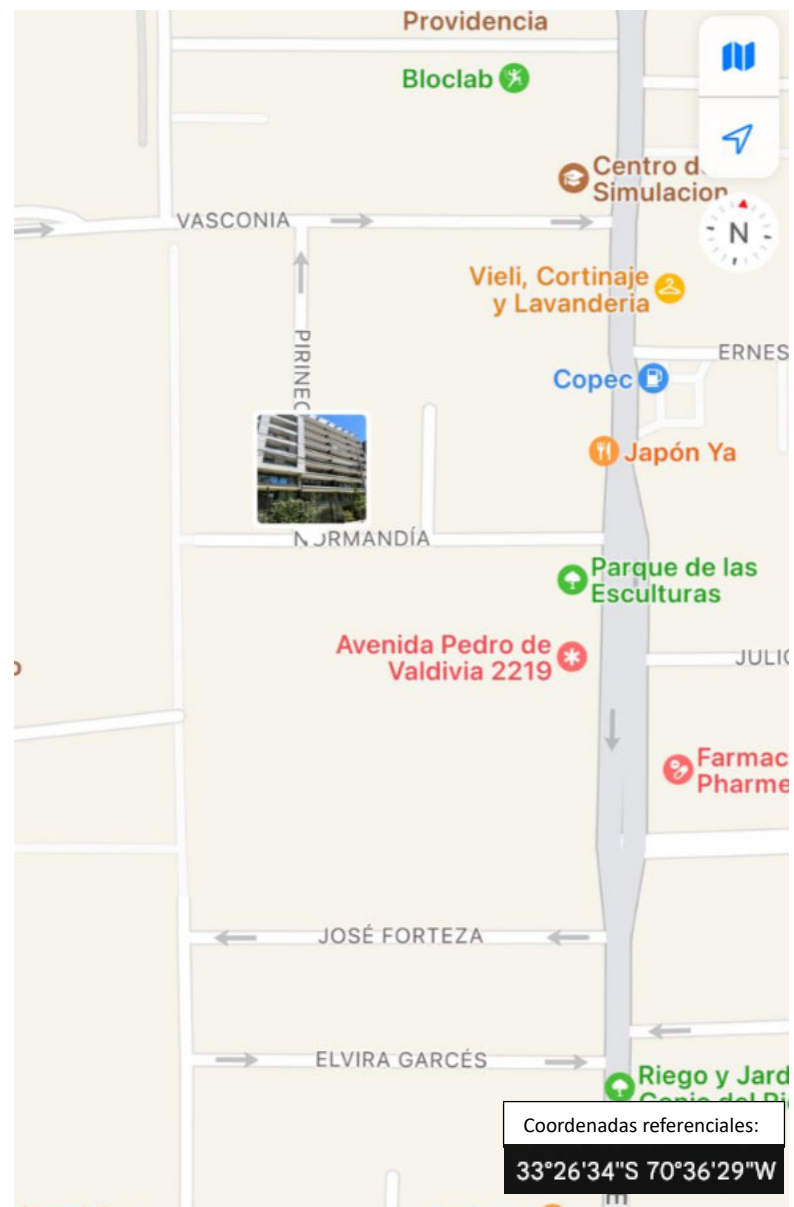 Providencia
Bloclab
Centro d
Simulacion
VASCONIA
N
Vieli, Cortinaje
y Lavanderia
ERNES
PIRINEO
Copec
Japón Ya
NORMANDÍA
Parque de las
Esculturas
Avenida Pedro de
Valdivia 2219
JULIO
Farmac
Pharme
JOSÉ FORTEZA
ELVIRA GARCÉS
Riego y Jard
Coordenadas referenciales:
33°26'34"S 70°36'29"W